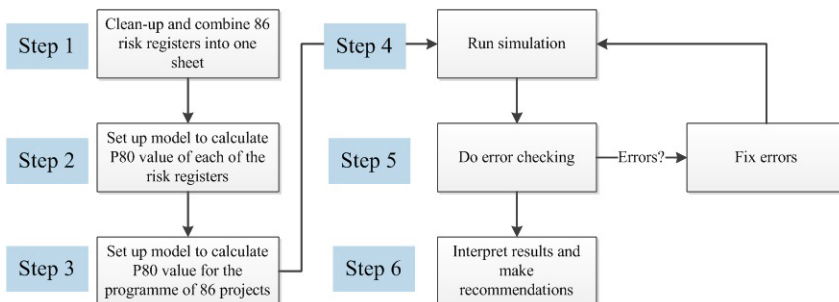 Step 1
Clean-up and combine 86
risk registers into one
sheet
Step 2
Set up model to calculate
P80 value of each of the
risk registers
Step 3
Set up model to calculate
P80 value for the
programme of 86 projects
Step 4
Run simulation
Step 5
Do error checking
Errors?
Fix errors
Step 6
Interpret results and
make
recommendations